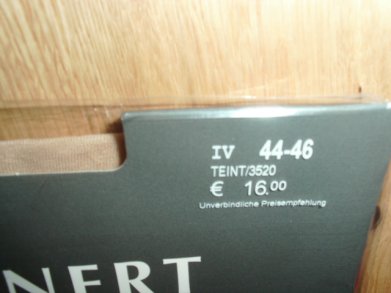 IV 44-46
TEINT/3520
€ 16.00
Unverbindliche Preisempfehlung
NERT